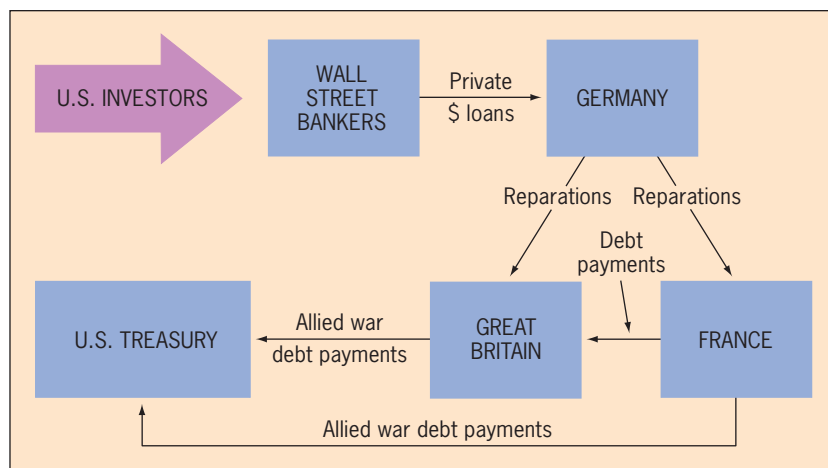 U.S. INVESTORS
WALL
STREET
BANKERS
Private
$ loans
GERMANY
Reparations
Reparations
Debt
payments
U.S. TREASURY
Allied war
debt payments
GREAT
BRITAIN
FRANCE
Allied war debt payments